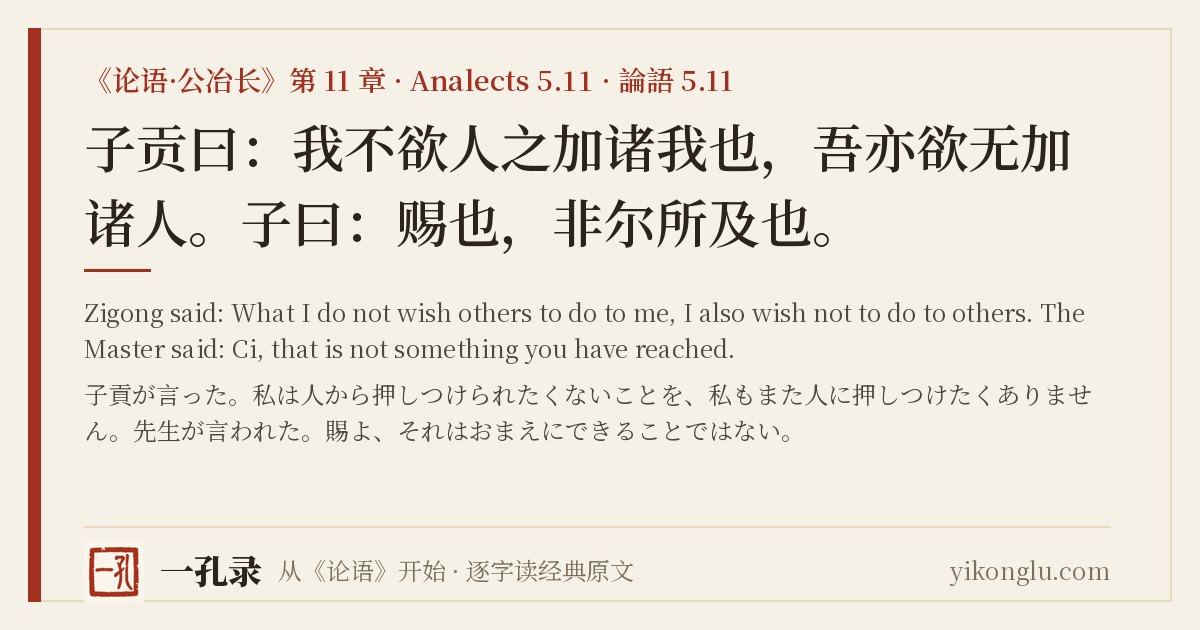 《论语·公冶长》第 11 章 · Analects 5.11 · 論語 5.11
子贡曰：我不欲人之加诸我也，吾亦欲无加
诸人。子曰：赐也，非尔所及也。
Zigong said: What I do not wish others to do to me, I also wish not to do to others. The
Master said: Ci, that is not something you have reached.
子貢が言った。私は人から押しつけられたくないことを、私もまた人に押しつけたくありませ
ん。先生が言われた。賜よ、それはおまえにできることではない。
一孔
一孔录 从《论语》开始 · 逐字读经典原文
yikonglu.com